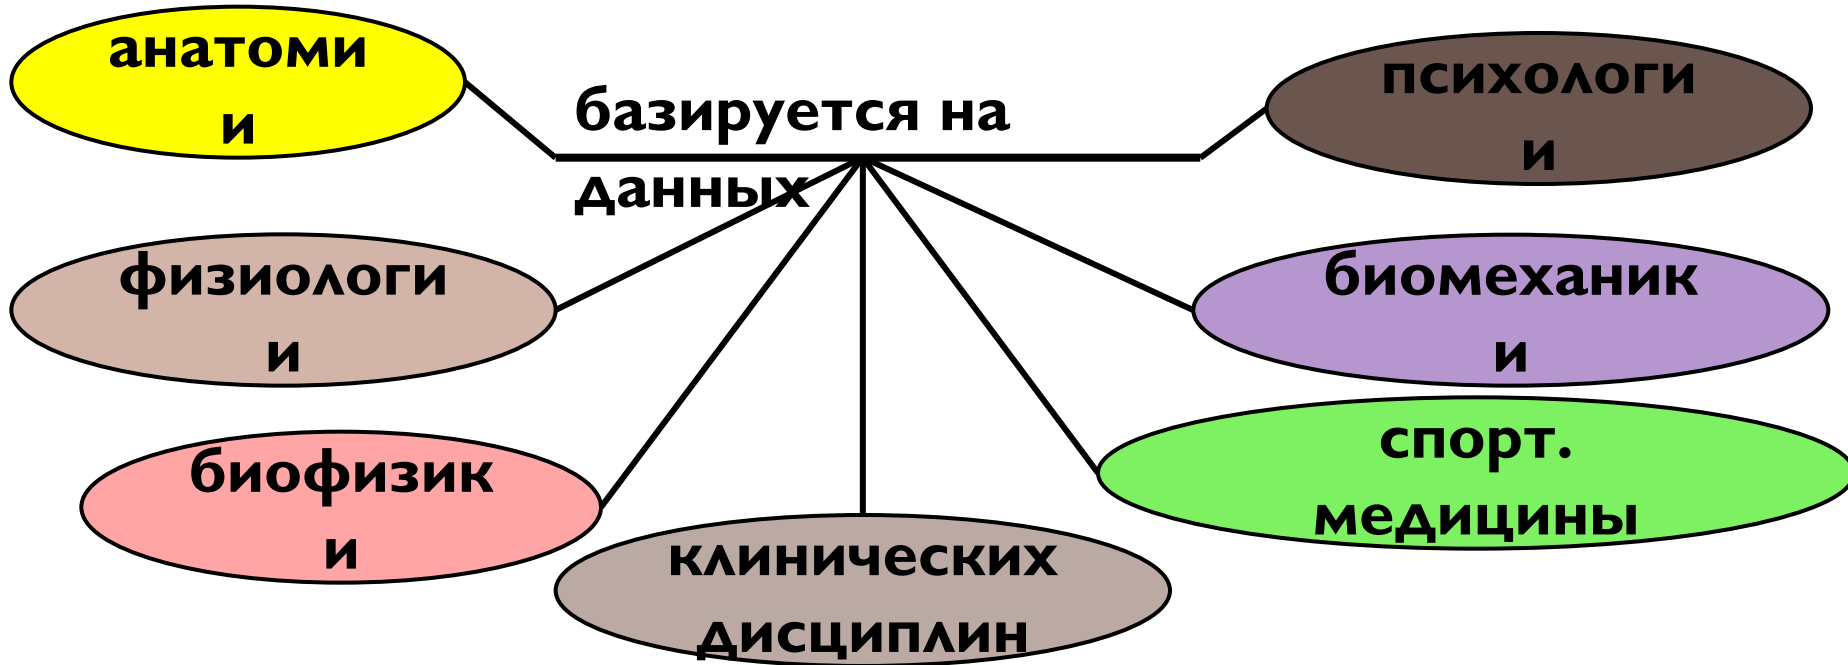 анатоми
и
базируется на
данных
психологи
и
физиологи
и
биомеханик
и
биофизик
и
спорт.
медицины
клинических
дисциплин